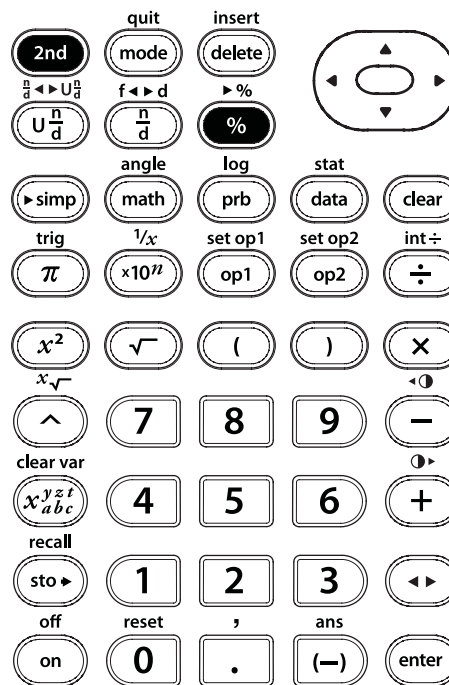 quit insert
2nd mode delete
n/d ◄► U n/d f ◄► d ► %
U n/d n/d %
angle log stat
► simp math prb data clear
trig 1/x set op1 set op2 int ÷
π ×10ⁿ op1 op2 ÷
x² √ ( ) ×
ˣ√ ◄◑
^ 7 8 9 −
clear var ◑►
x y z t a b c 4 5 6 +
recall
sto ► 1 2 3 ◄►
off reset , ans
on 0 . (−) enter